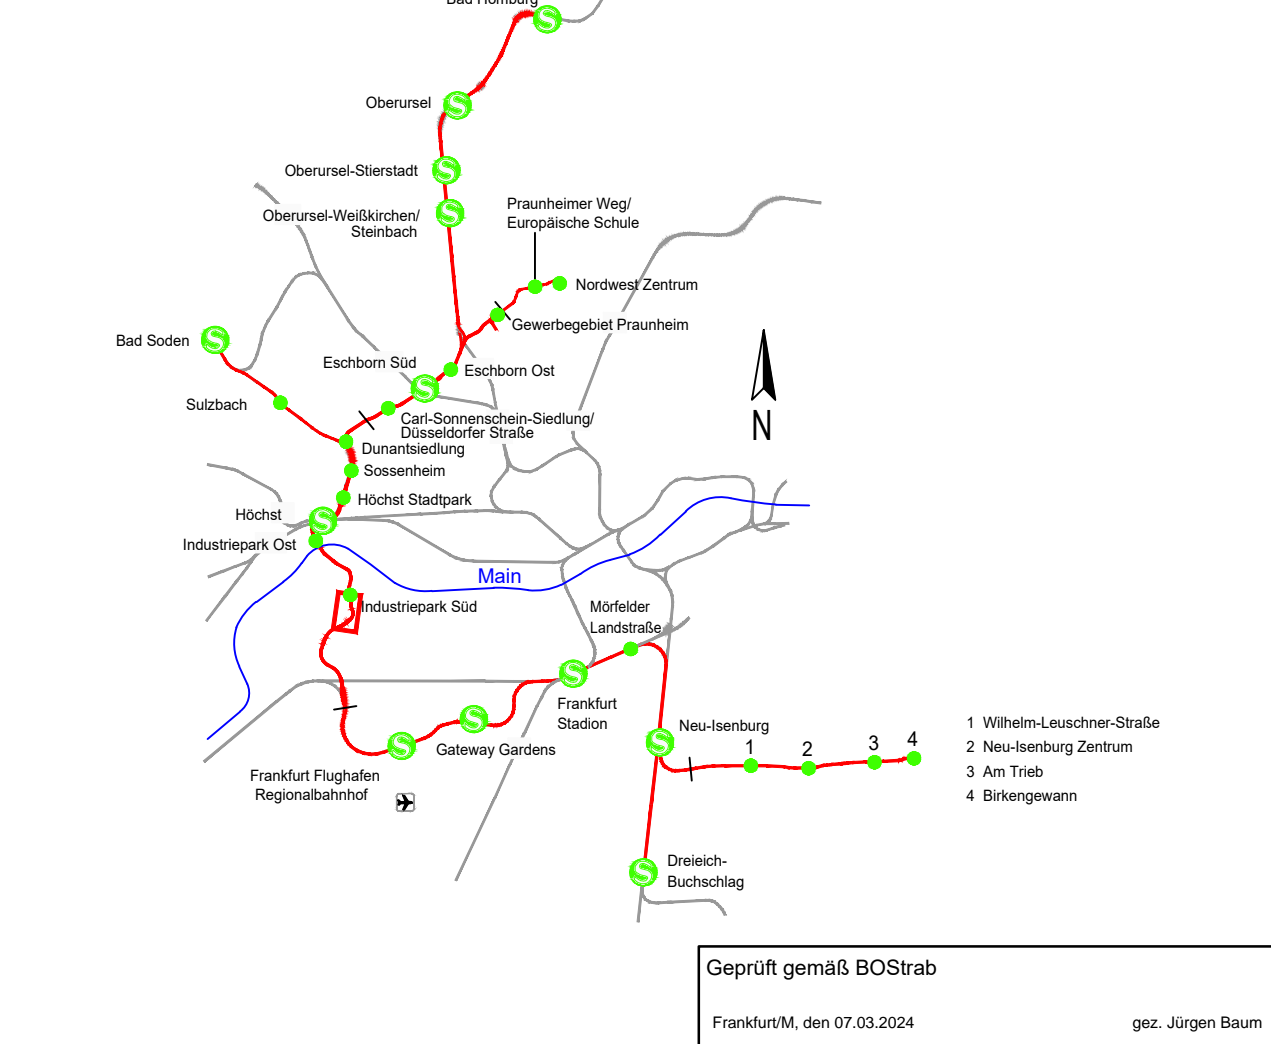 Bad Homburg
Oberursel
Oberursel-Stierstadt
Oberursel-Weißkirchen/
Steinbach
Praunheimer Weg/
Europäische Schule
Nordwest Zentrum
Gewerbegebiet Praunheim
Bad Soden
Eschborn Süd
Eschborn Ost
Sulzbach
Carl-Sonnenschein-Siedlung/
Düsseldorfer Straße
Dunantsiedlung
Sossenheim
Höchst Stadtpark
Höchst
Industriepark Ost
N
Main
Industriepark Süd
Mörfelder
Landstraße
Frankfurt
Stadion
Gateway Gardens
Frankfurt Flughafen
Regionalbahnhof
Neu-Isenburg
1
2
3
4
1 Wilhelm-Leuschner-Straße
2 Neu-Isenburg Zentrum
3 Am Trieb
4 Birkengewann
Dreieich-
Buchschlag
S
S
S
S
S
S
S
S
S
S
S
S
Geprüft gemäß BOStrab
Frankfurt/M, den 07.03.2024
gez. Jürgen Baum